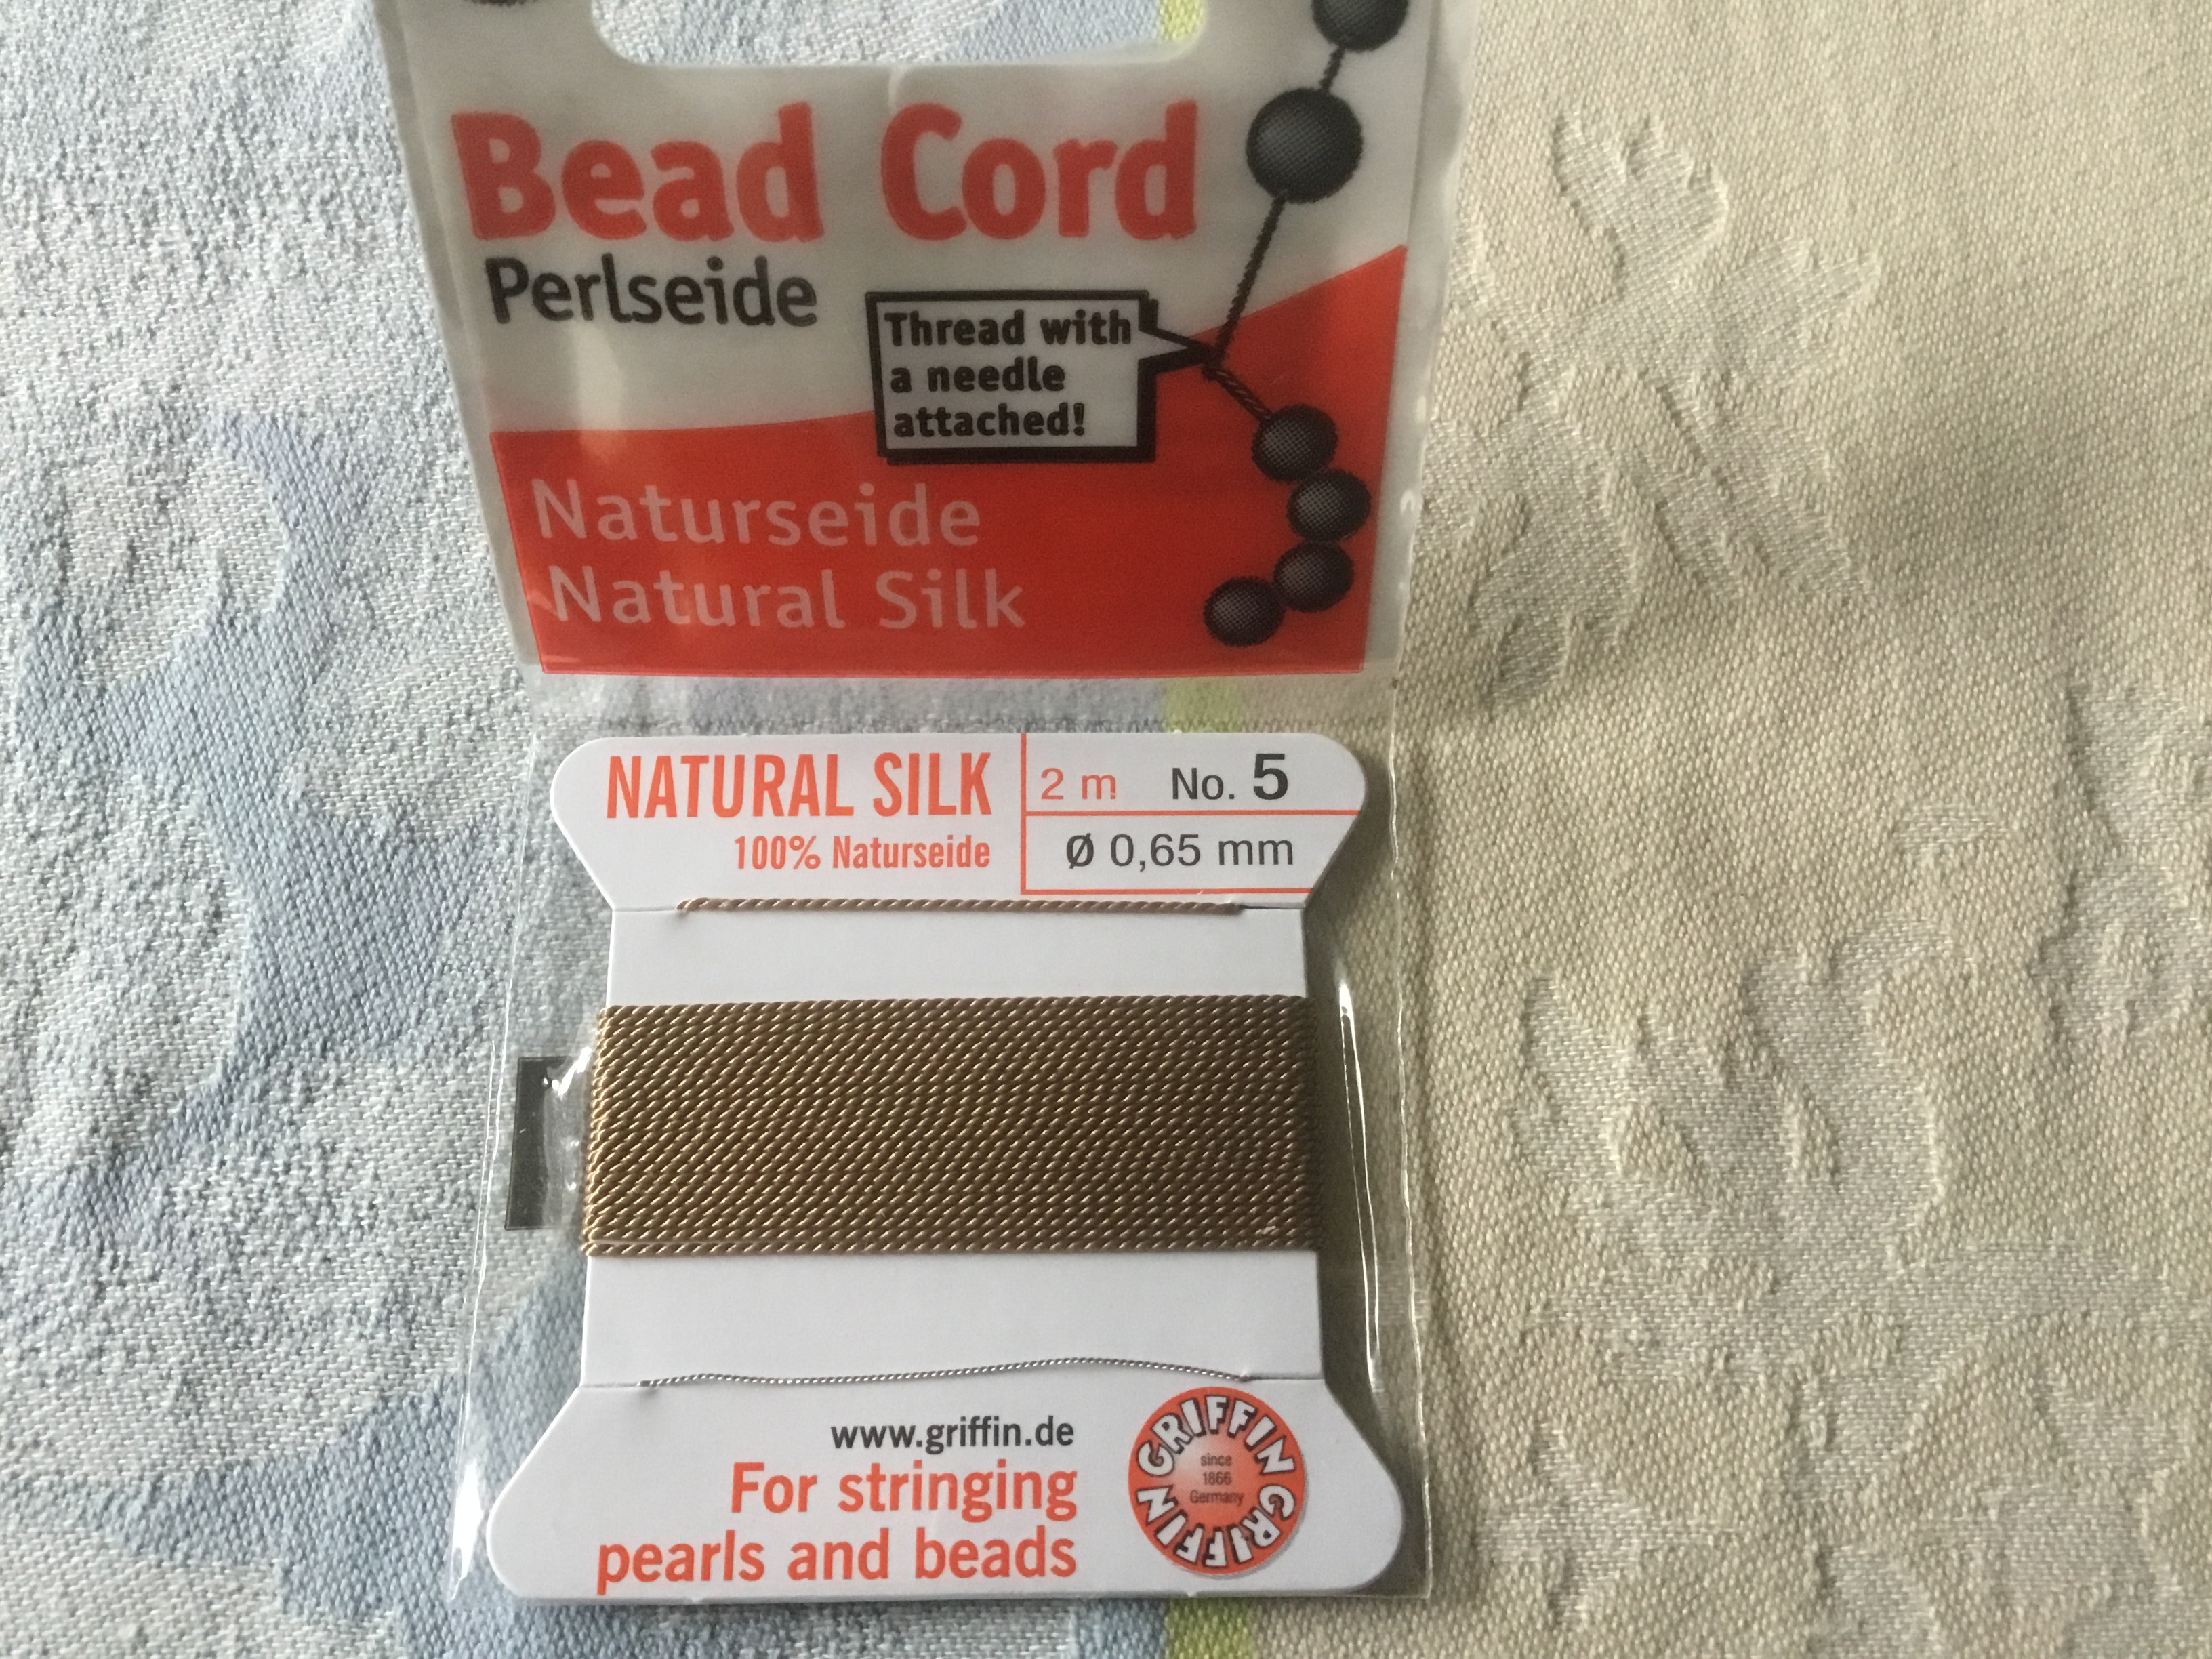 Bead Cord
Perlseide
Thread with
a needle
attached!
Naturseide
Natural Silk
NATURAL SILK
100% Naturseide
2 m No. 5
Ø 0,65 mm
www.griffin.de
For stringing
pearls and beads
GRIFFIN GRIFFIN
since
1866
Germany